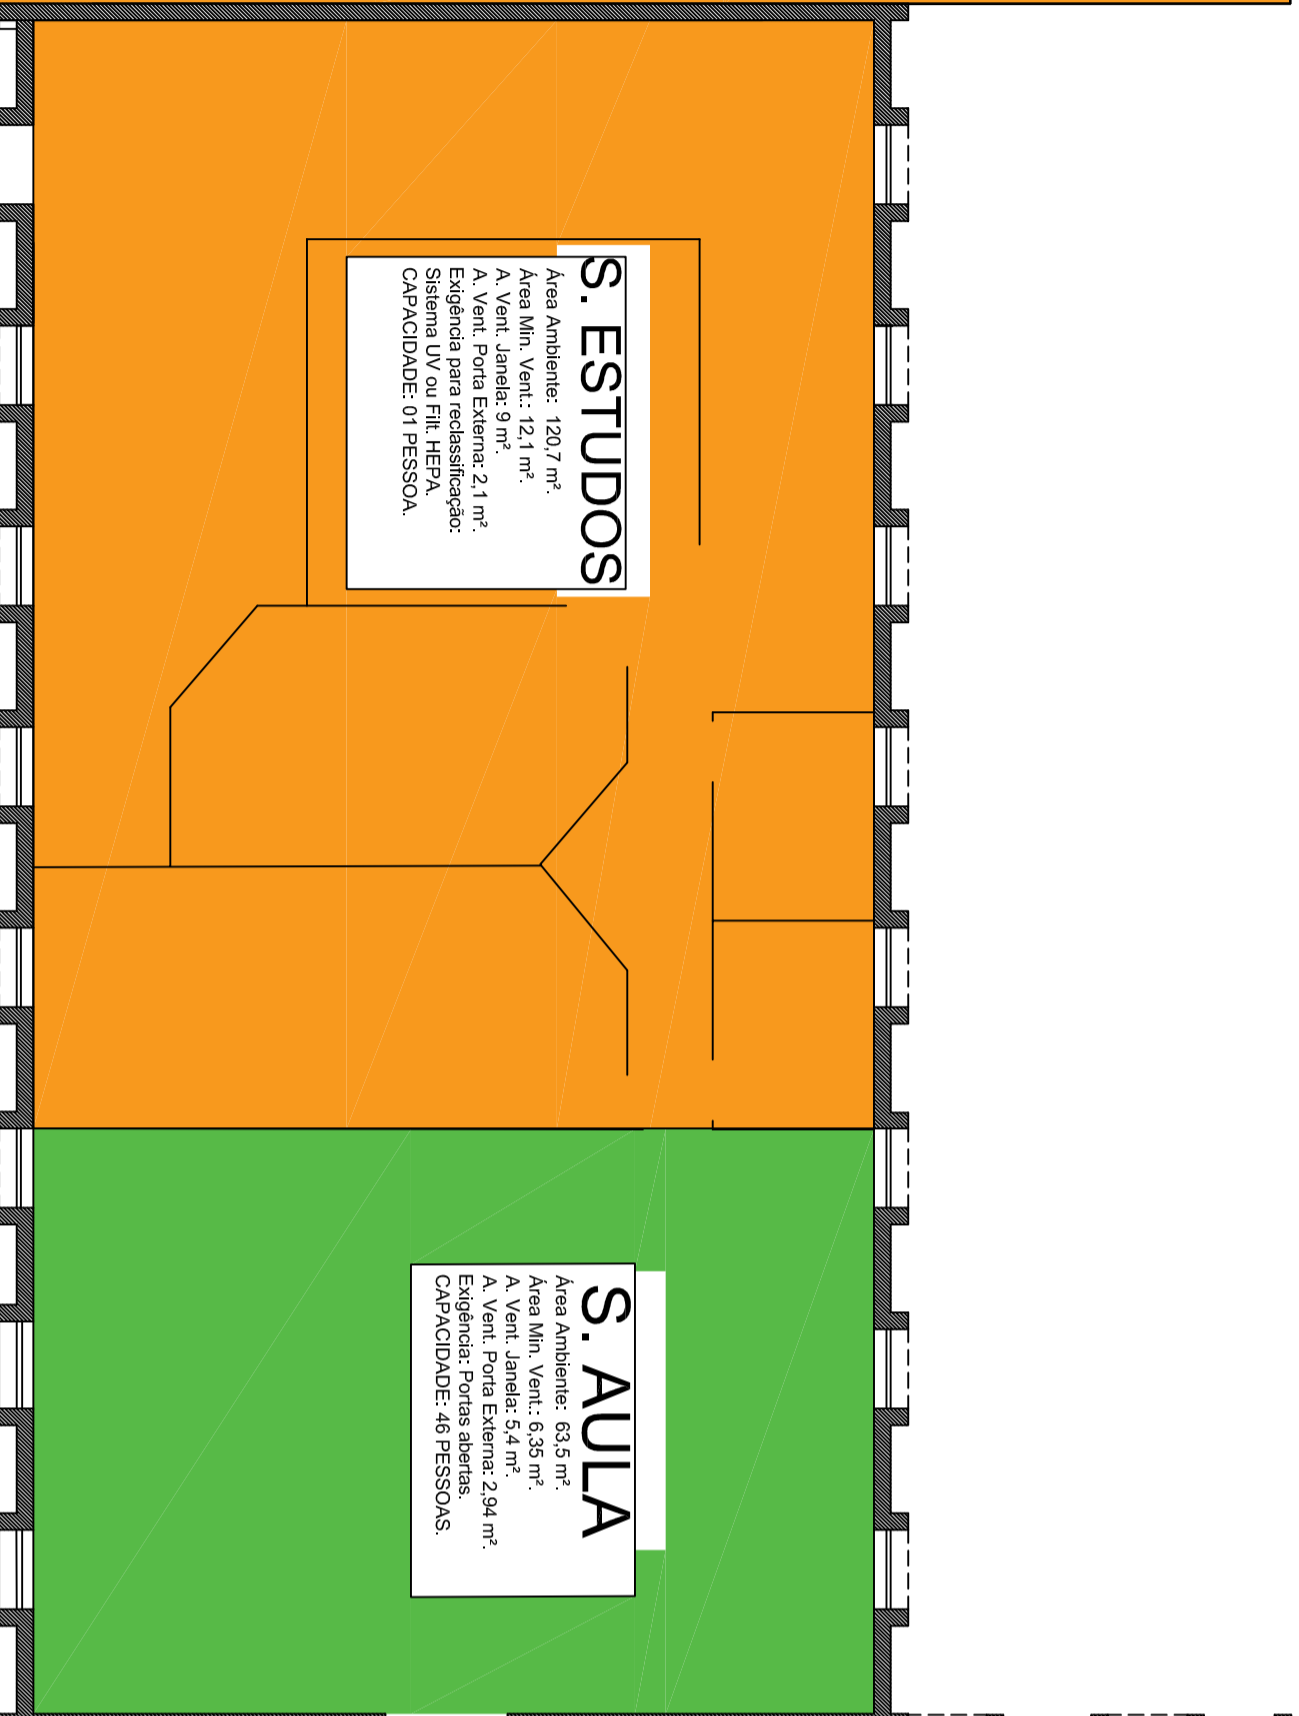 S. ESTUDOS
Área Ambiente: 120,7 m².
Área Min. Vent.: 12,1 m².
A. Vent. Janela: 9 m².
A. Vent. Porta Externa: 2,1 m².
Exigência para reclassificação:
Sistema UV ou Filt. HEPA.
CAPACIDADE: 01 PESSOA.
S. AULA
Área Ambiente: 63,5 m².
Área Min. Vent.: 6,35 m².
A. Vent. Janela: 5,4 m².
A. Vent. Porta Externa: 2,94 m².
Exigência: Portas abertas.
CAPACIDADE: 46 PESSOAS.